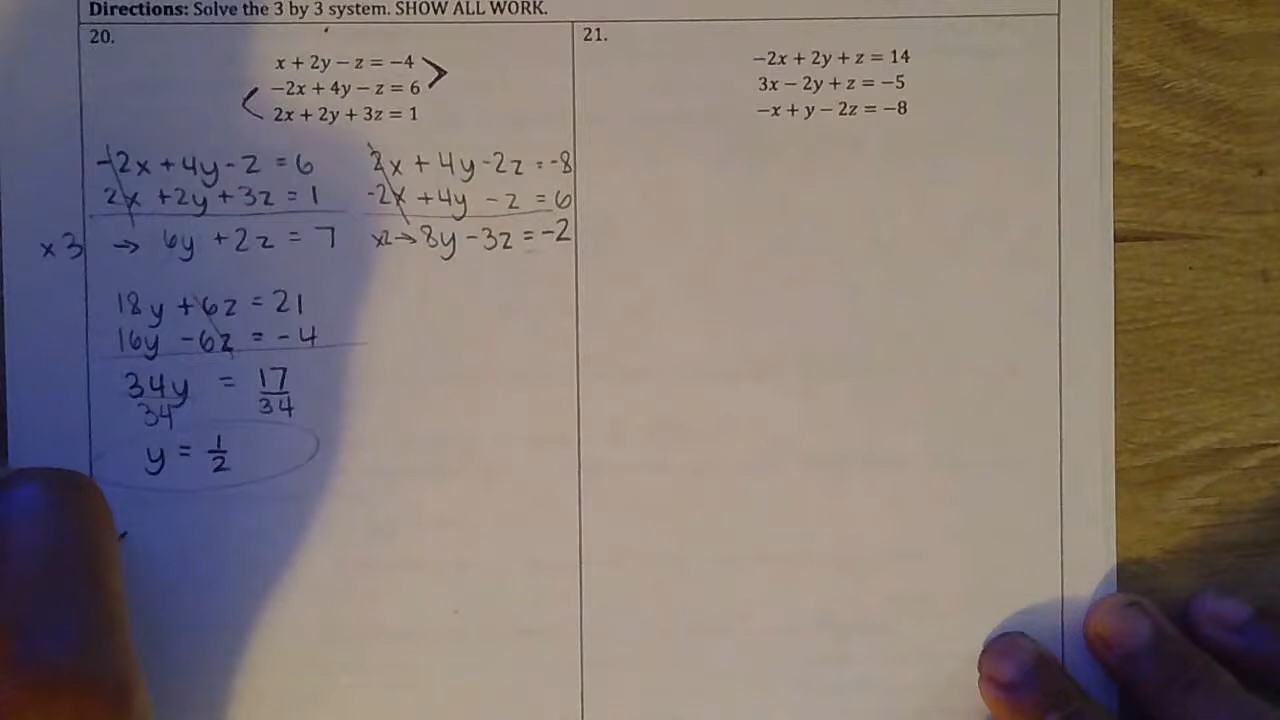 Directions: Solve the 3 by 3 system. SHOW ALL WORK.
20.
x + 2y − z = −4
−2x + 4y − z = 6
2x + 2y + 3z = 1
-2x + 4y - z = 6
2x + 2y + 3z = 1
x3 → 6y + 2z = 7
2x + 4y - 2z = -8
-2x + 4y - z = 6
x2→ 8y - 3z = -2
18y + 6z = 21
16y - 6z = -4
34y = 17
34 34
y = 1/2
21.
−2x + 2y + z = 14
3x − 2y + z = −5
−x + y − 2z = −8